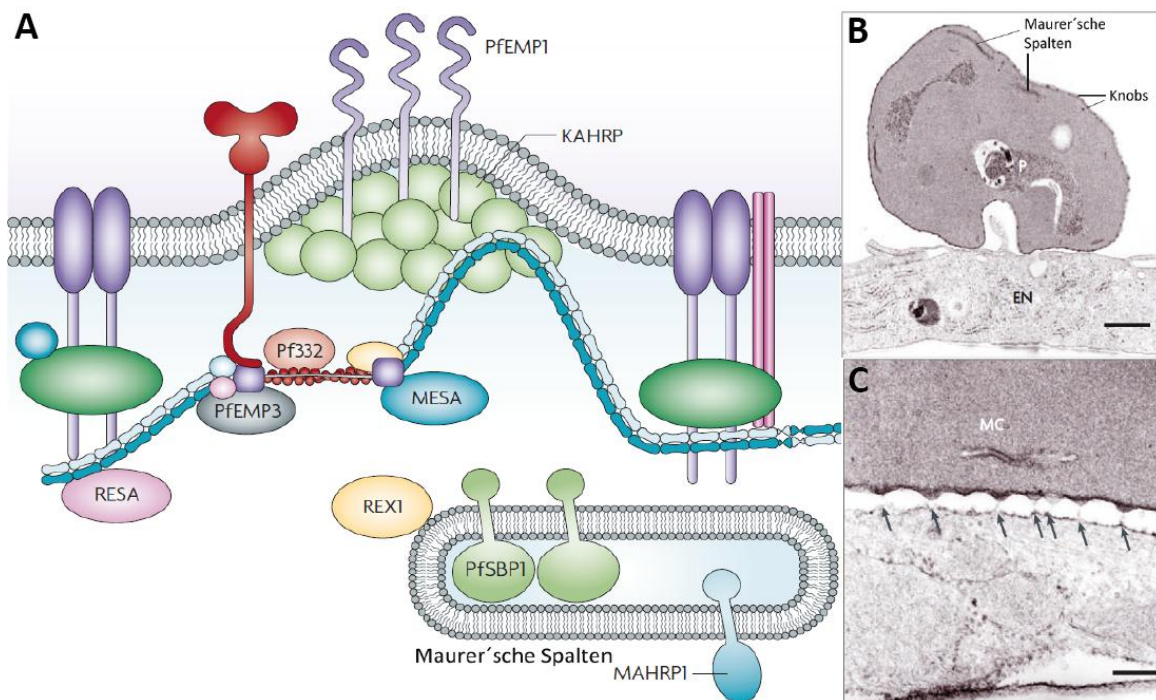 A
PfEMP1
KAHRP
Pf332
PfEMP3
MESA
RESA
REX1
PfSBP1
Maurer´sche Spalten
MAHRP1
B
Maurer´sche
Spalten
Knobs
P
EN
C
MC